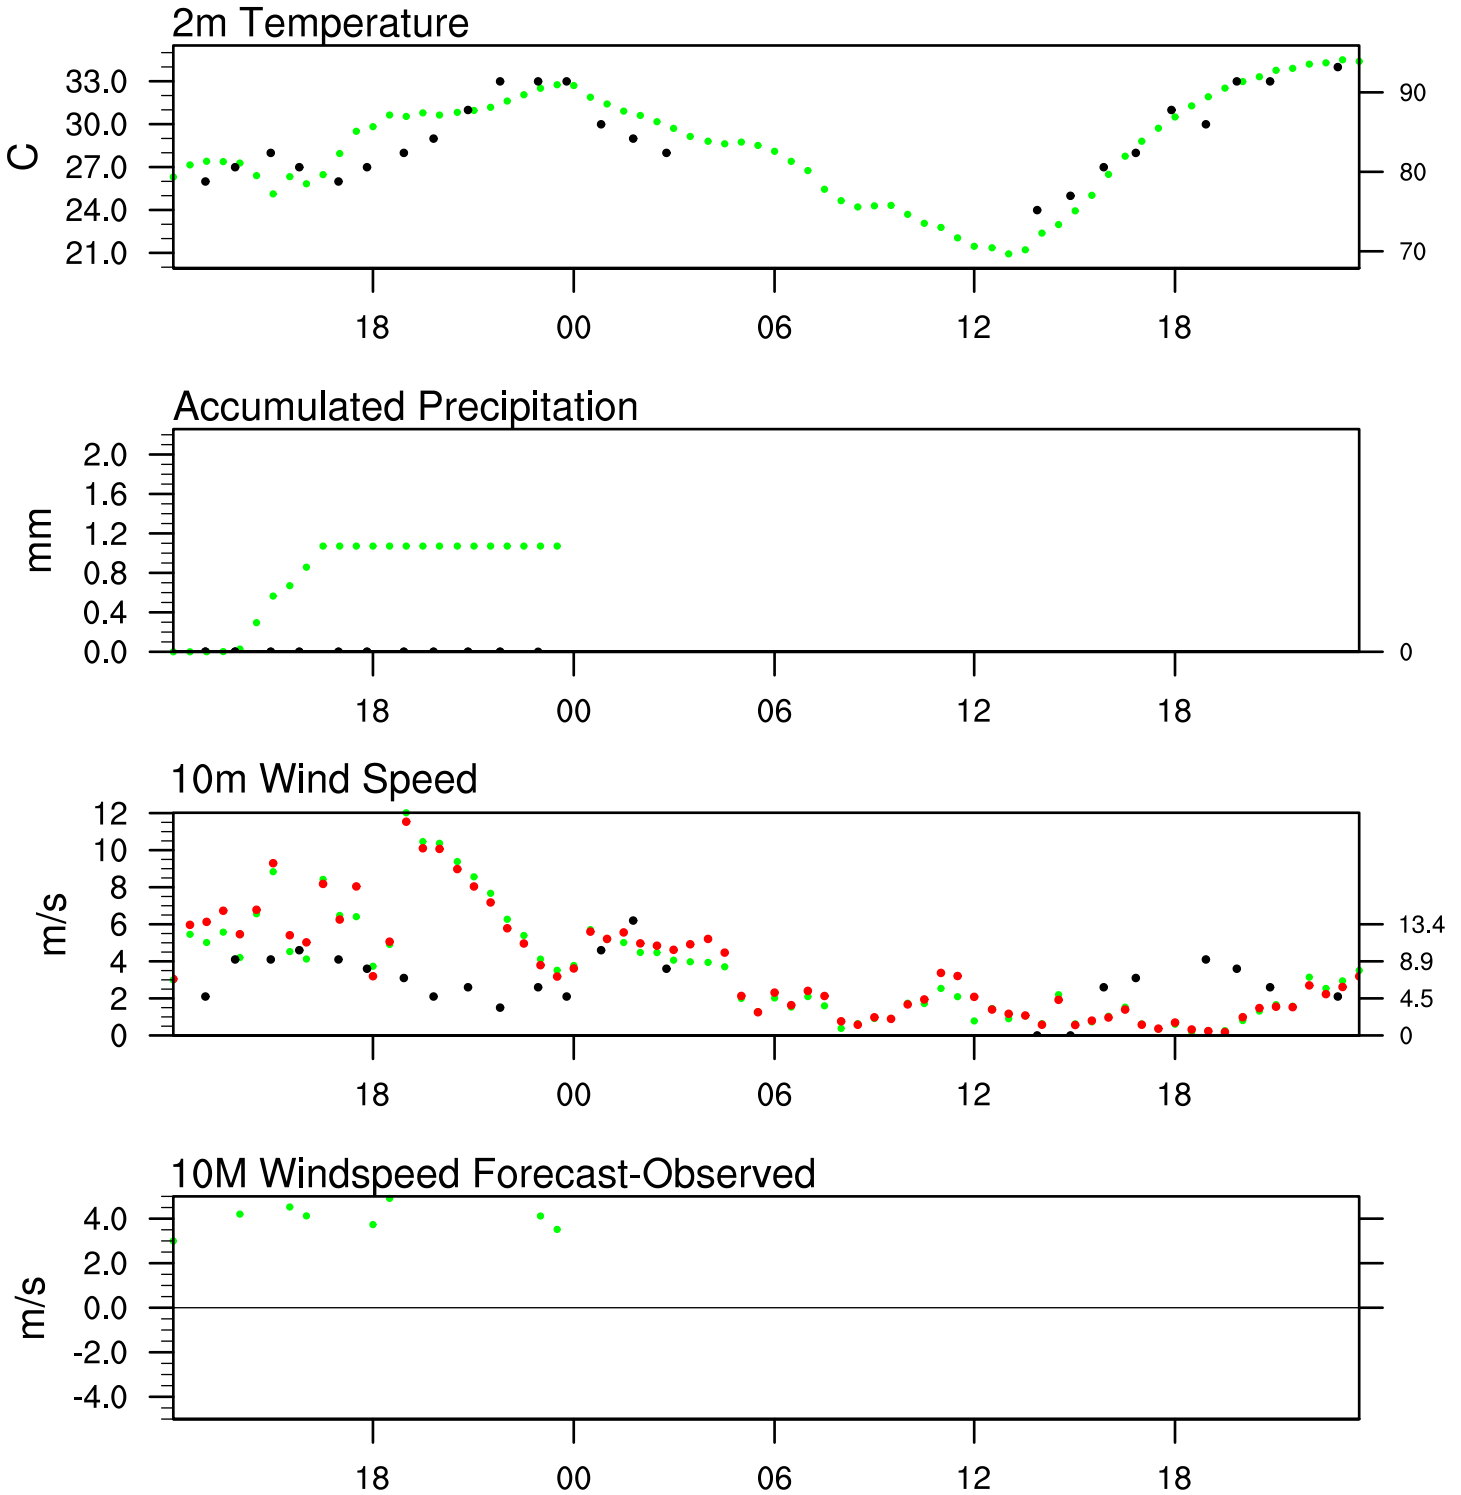 2m Temperature
C
33.0
30.0
27.0
24.0
21.0
90
80
70
18 00 06 12 18
Accumulated Precipitation
mm
2.0
1.6
1.2
0.8
0.4
0.0
0
18 00 06 12 18
10m Wind Speed
m/s
12
10
8
6
4
2
0
13.4
8.9
4.5
0
18 00 06 12 18
10M Windspeed Forecast-Observed
m/s
4.0
2.0
0.0
-2.0
-4.0
18 00 06 12 18